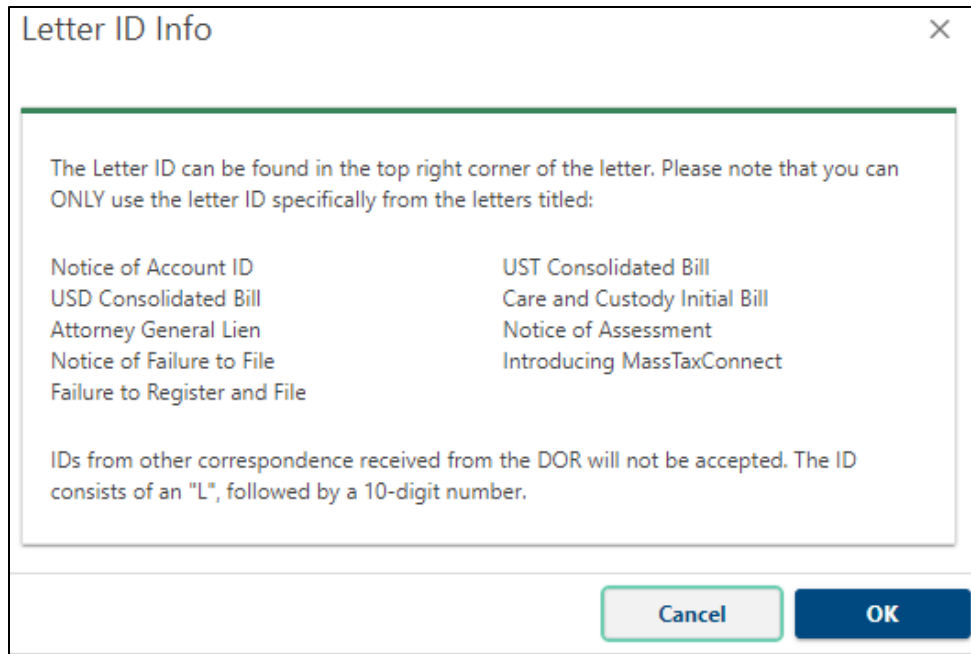 Letter ID Info
The Letter ID can be found in the top right corner of the letter. Please note that you can
ONLY use the letter ID specifically from the letters titled:
Notice of Account ID
USD Consolidated Bill
Attorney General Lien
Notice of Failure to File
Failure to Register and File
UST Consolidated Bill
Care and Custody Initial Bill
Notice of Assessment
Introducing MassTaxConnect
IDs from other correspondence received from the DOR will not be accepted. The ID
consists of an "L", followed by a 10-digit number.
Cancel
OK